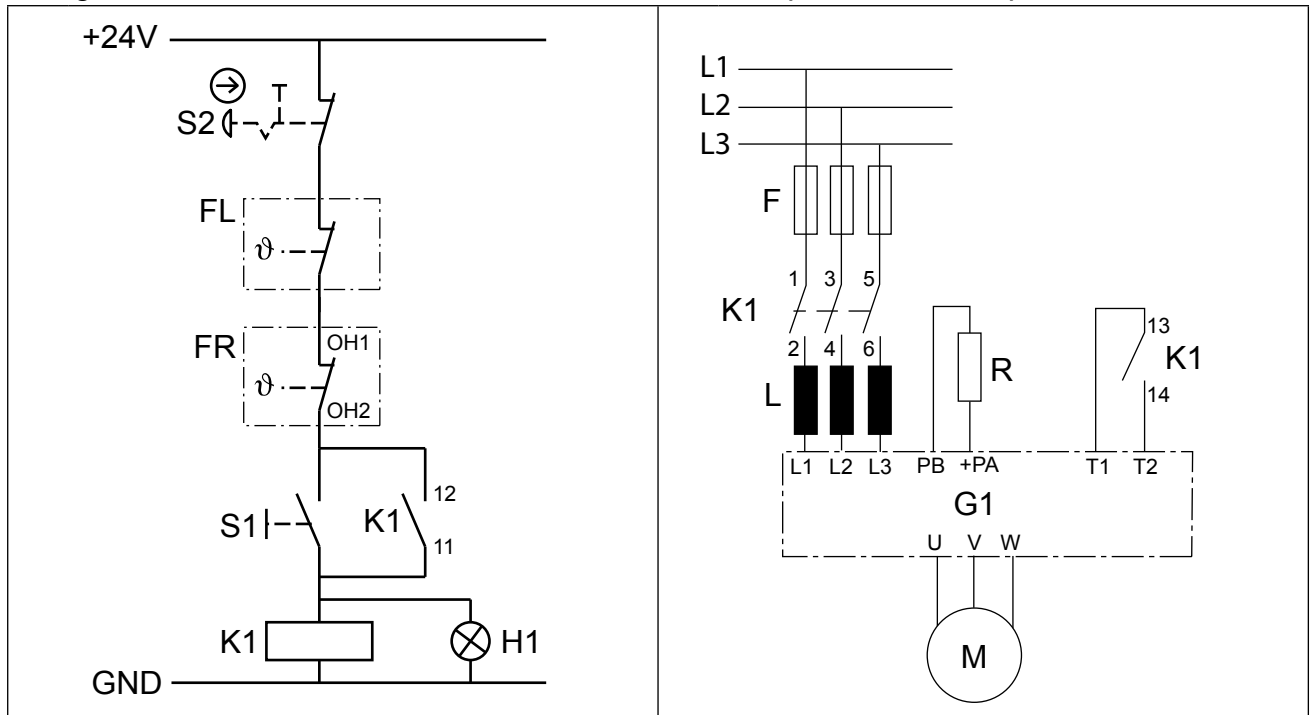 +24V
S2
FL
ϑ
FR
OH1
ϑ
OH2
S1
K1
12
11
K1
H1
GND
L1
L2
L3
F
1
3
5
K1
2
4
6
L
R
13
K1
14
L1 L2 L3 PB +PA T1 T2
G1
U V W
M